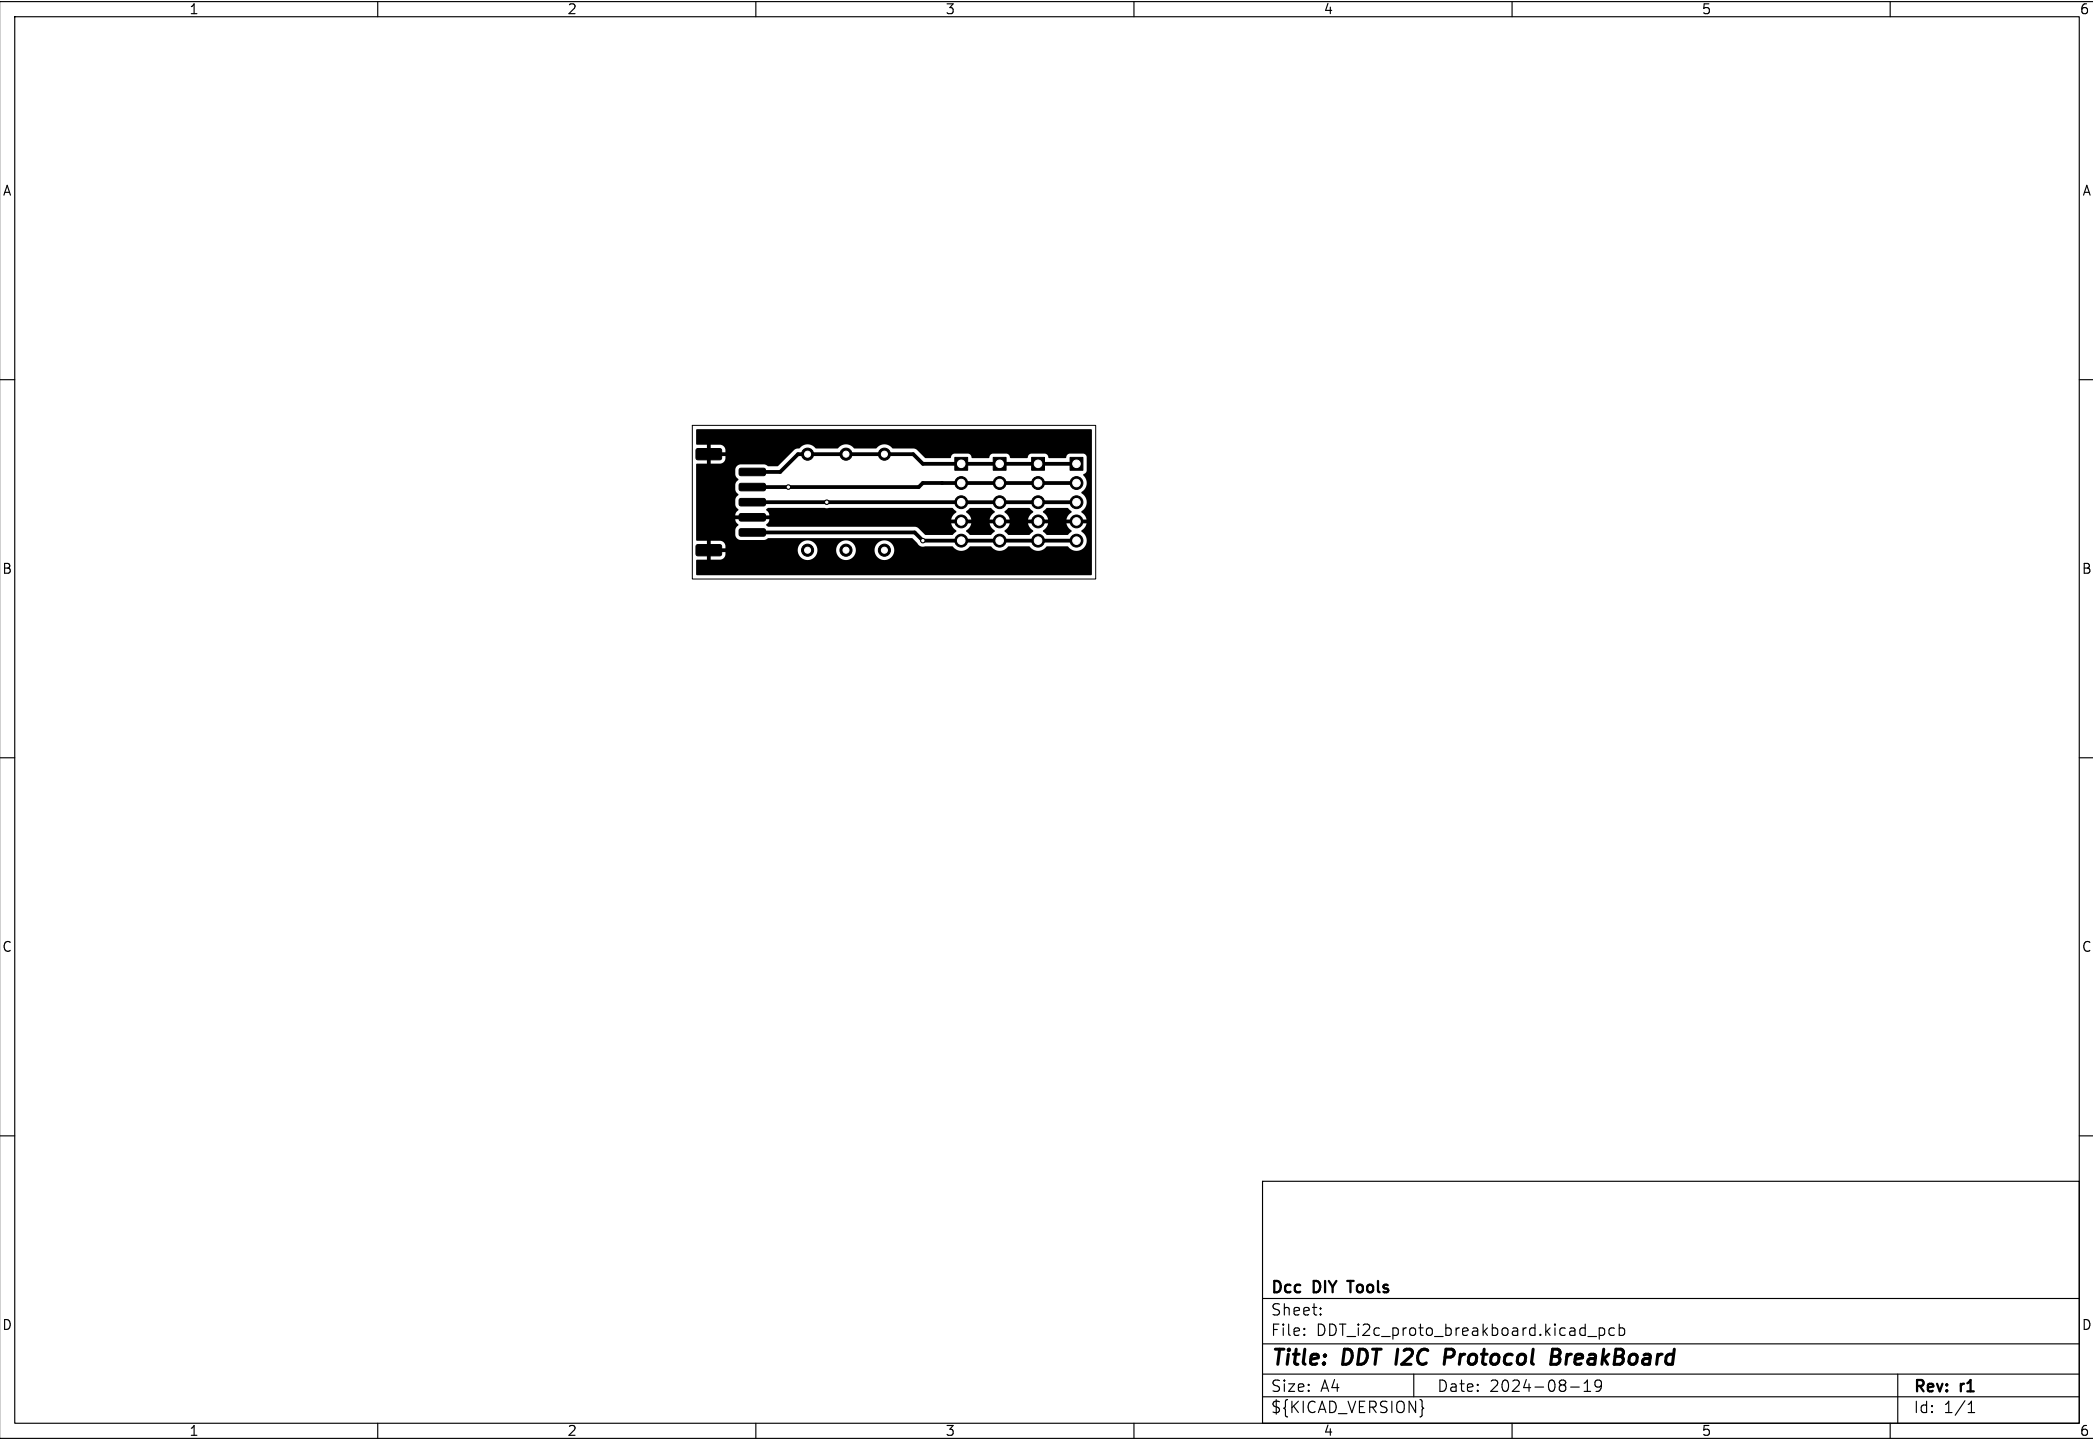 1 2 3 4 5 6
A A
B B
C C
Dcc DIY Tools
Sheet:
D File: DDT_i2c_proto_breakboard.kicad_pcb D
Title: DDT I2C Protocol BreakBoard
Size: A4 Date: 2024-08-19 Rev: r1
${KICAD_VERSION} Id: 1/1
1 2 3 4 5 6